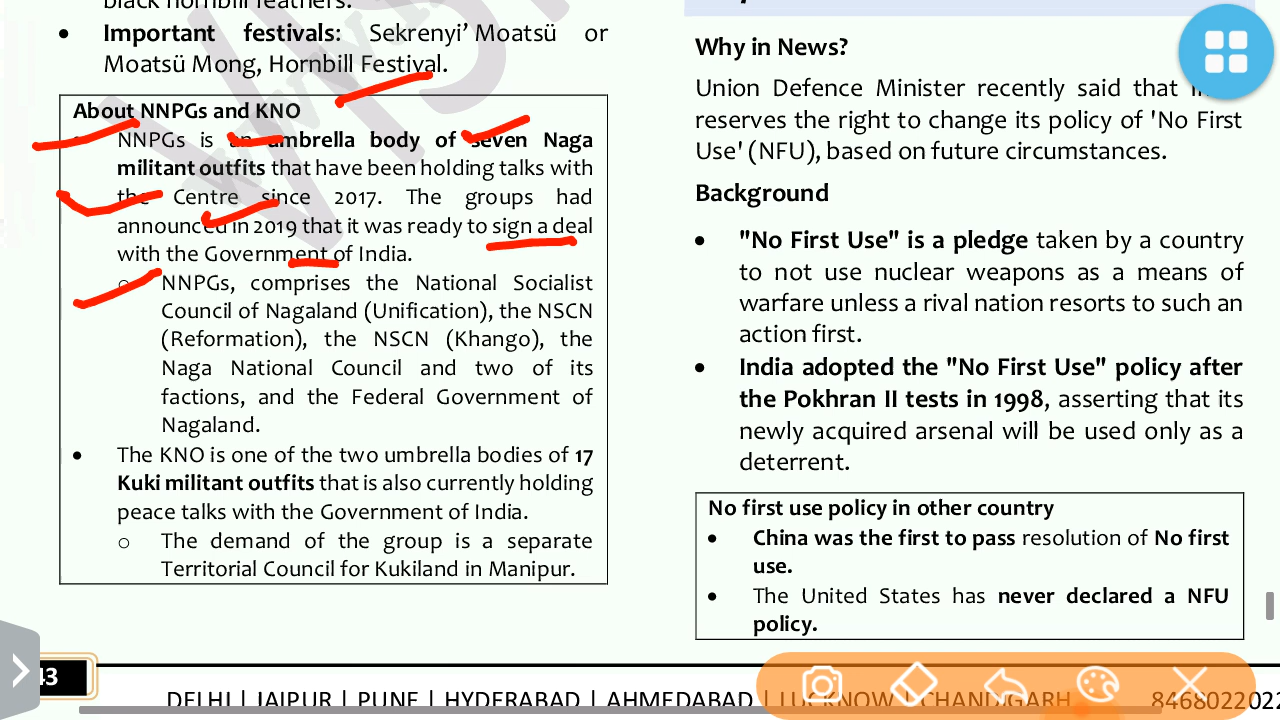 black hornbill feathers.
• Important festivals: Sekrenyi’ Moatsü or
Moatsü Mong, Hornbill Festival.
About NNPGs and KNO
NNPGs is an umbrella body of seven Naga
militant outfits that have been holding talks with
the Centre since 2017. The groups had
announced in 2019 that it was ready to sign a deal
with the Government of India.
o NNPGs, comprises the National Socialist
Council of Nagaland (Unification), the NSCN
(Reformation), the NSCN (Khango), the
Naga National Council and two of its
factions, and the Federal Government of
Nagaland.
• The KNO is one of the two umbrella bodies of 17
Kuki militant outfits that is also currently holding
peace talks with the Government of India.
o The demand of the group is a separate
Territorial Council for Kukiland in Manipur.
Why in News?
Union Defence Minister recently said that
reserves the right to change its policy of 'No First
Use' (NFU), based on future circumstances.
Background
• "No First Use" is a pledge taken by a country
to not use nuclear weapons as a means of
warfare unless a rival nation resorts to such an
action first.
• India adopted the "No First Use" policy after
the Pokhran II tests in 1998, asserting that its
newly acquired arsenal will be used only as a
deterrent.
No first use policy in other country
• China was the first to pass resolution of No first
use.
• The United States has never declared a NFU
policy.
43
DELHI | JAIPUR | PUNE | HYDERABAD | AHMEDABAD | LUCKNOW | CHANDIGARH 8468022022